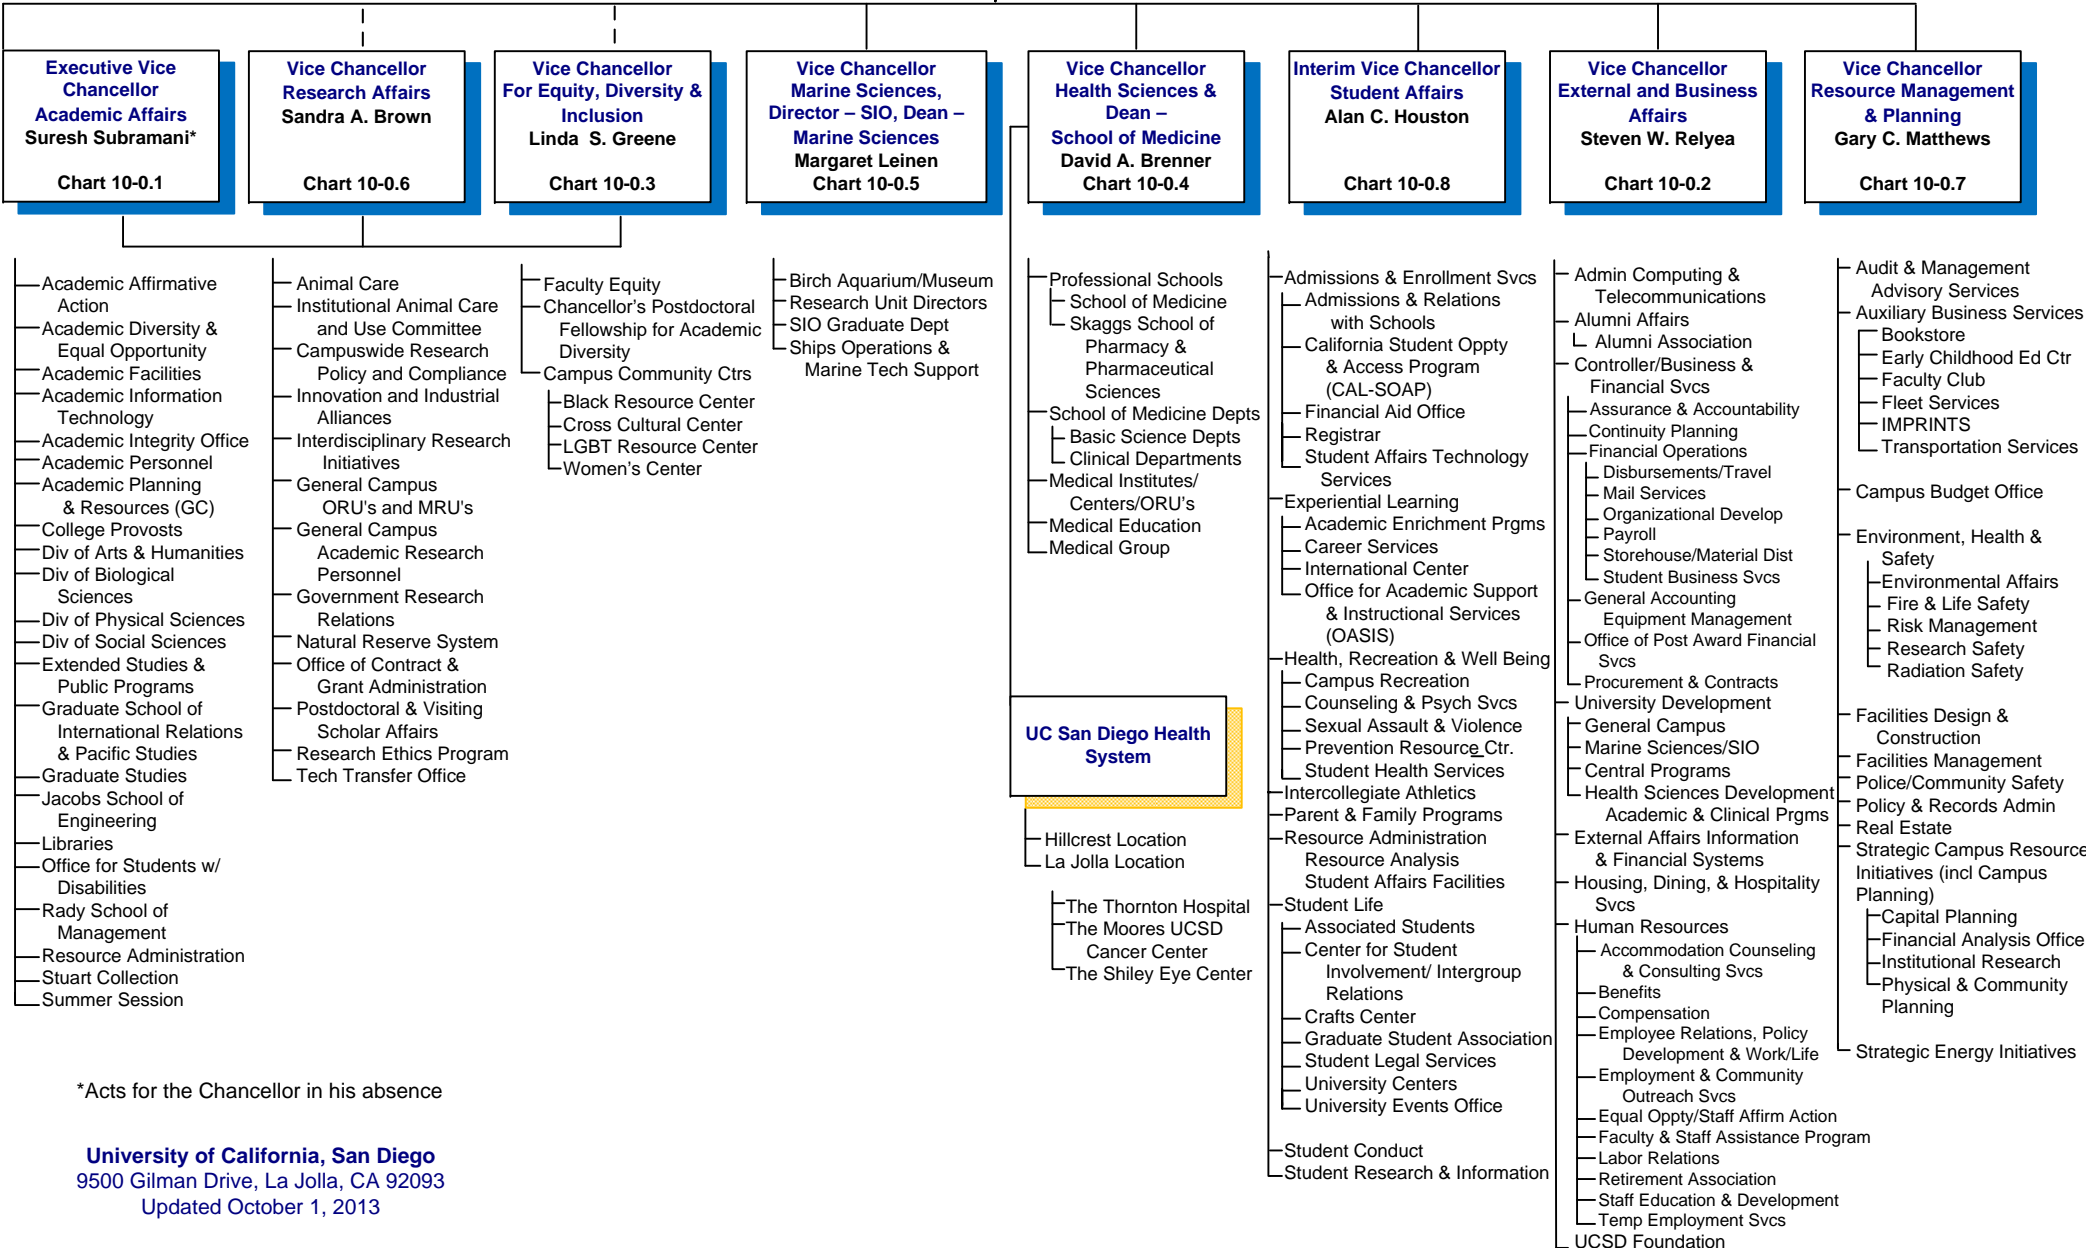 Executive Vice
Chancellor
Academic Affairs
Suresh Subramani*
Chart 10-0.1
Vice Chancellor
Research Affairs
Sandra A. Brown
Chart 10-0.6
Vice Chancellor
For Equity, Diversity &
Inclusion
Linda S. Greene
Chart 10-0.3
Vice Chancellor
Marine Sciences,
Director – SIO, Dean –
Marine Sciences
Margaret Leinen
Chart 10-0.5
Vice Chancellor
Health Sciences &
Dean –
School of Medicine
David A. Brenner
Chart 10-0.4
Interim Vice Chancellor
Student Affairs
Alan C. Houston
Chart 10-0.8
Vice Chancellor
External and Business
Affairs
Steven W. Relyea
Chart 10-0.2
Vice Chancellor
Resource Management
& Planning
Gary C. Matthews
Chart 10-0.7
Academic Affirmative
Action
Academic Diversity &
Equal Opportunity
Academic Facilities
Academic Information
Technology
Academic Integrity Office
Academic Personnel
Academic Planning
& Resources (GC)
College Provosts
Div of Arts & Humanities
Div of Biological
Sciences
Div of Physical Sciences
Div of Social Sciences
Extended Studies &
Public Programs
Graduate School of
International Relations
& Pacific Studies
Graduate Studies
Jacobs School of
Engineering
Libraries
Office for Students w/
Disabilities
Rady School of
Management
Resource Administration
Stuart Collection
Summer Session
Animal Care
Institutional Animal Care
and Use Committee
Campuswide Research
Policy and Compliance
Innovation and Industrial
Alliances
Interdisciplinary Research
Initiatives
General Campus
ORU's and MRU's
General Campus
Academic Research
Personnel
Government Research
Relations
Natural Reserve System
Office of Contract &
Grant Administration
Postdoctoral & Visiting
Scholar Affairs
Research Ethics Program
Tech Transfer Office
Faculty Equity
Chancellor's Postdoctoral
Fellowship for Academic
Diversity
Campus Community Ctrs
Black Resource Center
Cross Cultural Center
LGBT Resource Center
Women's Center
Birch Aquarium/Museum
Research Unit Directors
SIO Graduate Dept
Ships Operations &
Marine Tech Support
Professional Schools
School of Medicine
Skaggs School of
Pharmacy &
Pharmaceutical
Sciences
School of Medicine Depts
Basic Science Depts
Clinical Departments
Medical Institutes/
Centers/ORU's
Medical Education
Medical Group
UC San Diego Health
System
Hillcrest Location
La Jolla Location
The Thornton Hospital
The Moores UCSD
Cancer Center
The Shiley Eye Center
Admissions & Enrollment Svcs
Admissions & Relations
with Schools
California Student Oppty
& Access Program
(CAL-SOAP)
Financial Aid Office
Registrar
Student Affairs Technology
Services
Experiential Learning
Academic Enrichment Prgms
Career Services
International Center
Office for Academic Support
& Instructional Services
(OASIS)
Health, Recreation & Well Being
Campus Recreation
Counseling & Psych Svcs
Sexual Assault & Violence
Prevention Resource Ctr.
Student Health Services
Intercollegiate Athletics
Parent & Family Programs
Resource Administration
Resource Analysis
Student Affairs Facilities
Student Life
Associated Students
Center for Student
Involvement/ Intergroup
Relations
Crafts Center
Graduate Student Association
Student Legal Services
University Centers
University Events Office
Student Conduct
Student Research & Information
Admin Computing &
Telecommunications
Alumni Affairs
Alumni Association
Controller/Business &
Financial Svcs
Assurance & Accountability
Continuity Planning
Financial Operations
Disbursements/Travel
Mail Services
Organizational Develop
Payroll
Storehouse/Material Dist
Student Business Svcs
General Accounting
Equipment Management
Office of Post Award Financial
Svcs
Procurement & Contracts
University Development
General Campus
Marine Sciences/SIO
Central Programs
Health Sciences Development
Academic & Clinical Prgms
External Affairs Information
& Financial Systems
Housing, Dining, & Hospitality
Svcs
Human Resources
Accommodation Counseling
& Consulting Svcs
Benefits
Compensation
Employee Relations, Policy
Development & Work/Life
Employment & Community
Outreach Svcs
Equal Oppty/Staff Affirm Action
Faculty & Staff Assistance Program
Labor Relations
Retirement Association
Staff Education & Development
Temp Employment Svcs
UCSD Foundation
Audit & Management
Advisory Services
Auxiliary Business Services
Bookstore
Early Childhood Ed Ctr
Faculty Club
Fleet Services
IMPRINTS
Transportation Services
Campus Budget Office
Environment, Health &
Safety
Environmental Affairs
Fire & Life Safety
Risk Management
Research Safety
Radiation Safety
Facilities Design &
Construction
Facilities Management
Police/Community Safety
Policy & Records Admin
Real Estate
Strategic Campus Resource
Initiatives (incl Campus
Planning)
Capital Planning
Financial Analysis Office
Institutional Research
Physical & Community
Planning
Strategic Energy Initiatives
*Acts for the Chancellor in his absence
University of California, San Diego
9500 Gilman Drive, La Jolla, CA 92093
Updated October 1, 2013